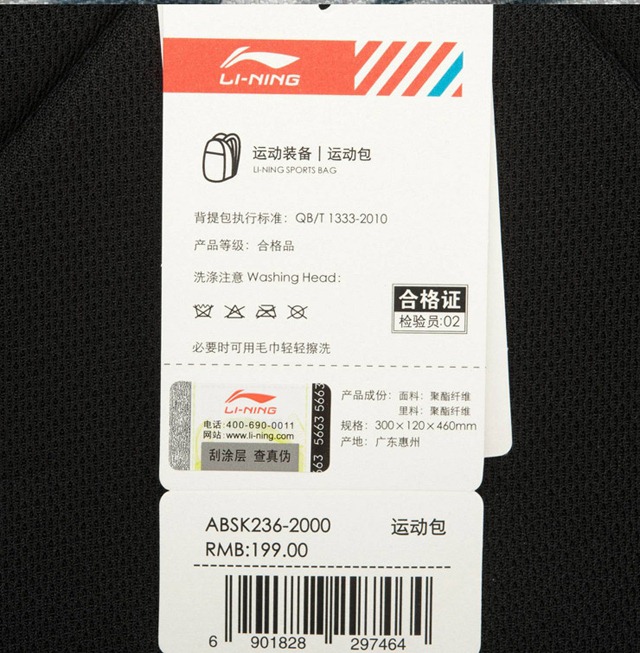 LI-NING
运动装备 | 运动包
LI-NING SPORTS BAG
背提包执行标准: QB/T 1333-2010
产品等级: 合格品
洗涤注意 Washing Head:
合格证
检验员:02
必要时可用毛巾轻轻擦洗
LI-NING
电话:400-690-0011
网站:www.li-ning.com
刮涂层 查真伪
563 5663 5663
产品成份: 面料: 聚酯纤维
里料: 聚酯纤维
规格: 300×120×460mm
产地: 广东惠州
ABSK236-2000 运动包
RMB:199.00
6 901828 297464